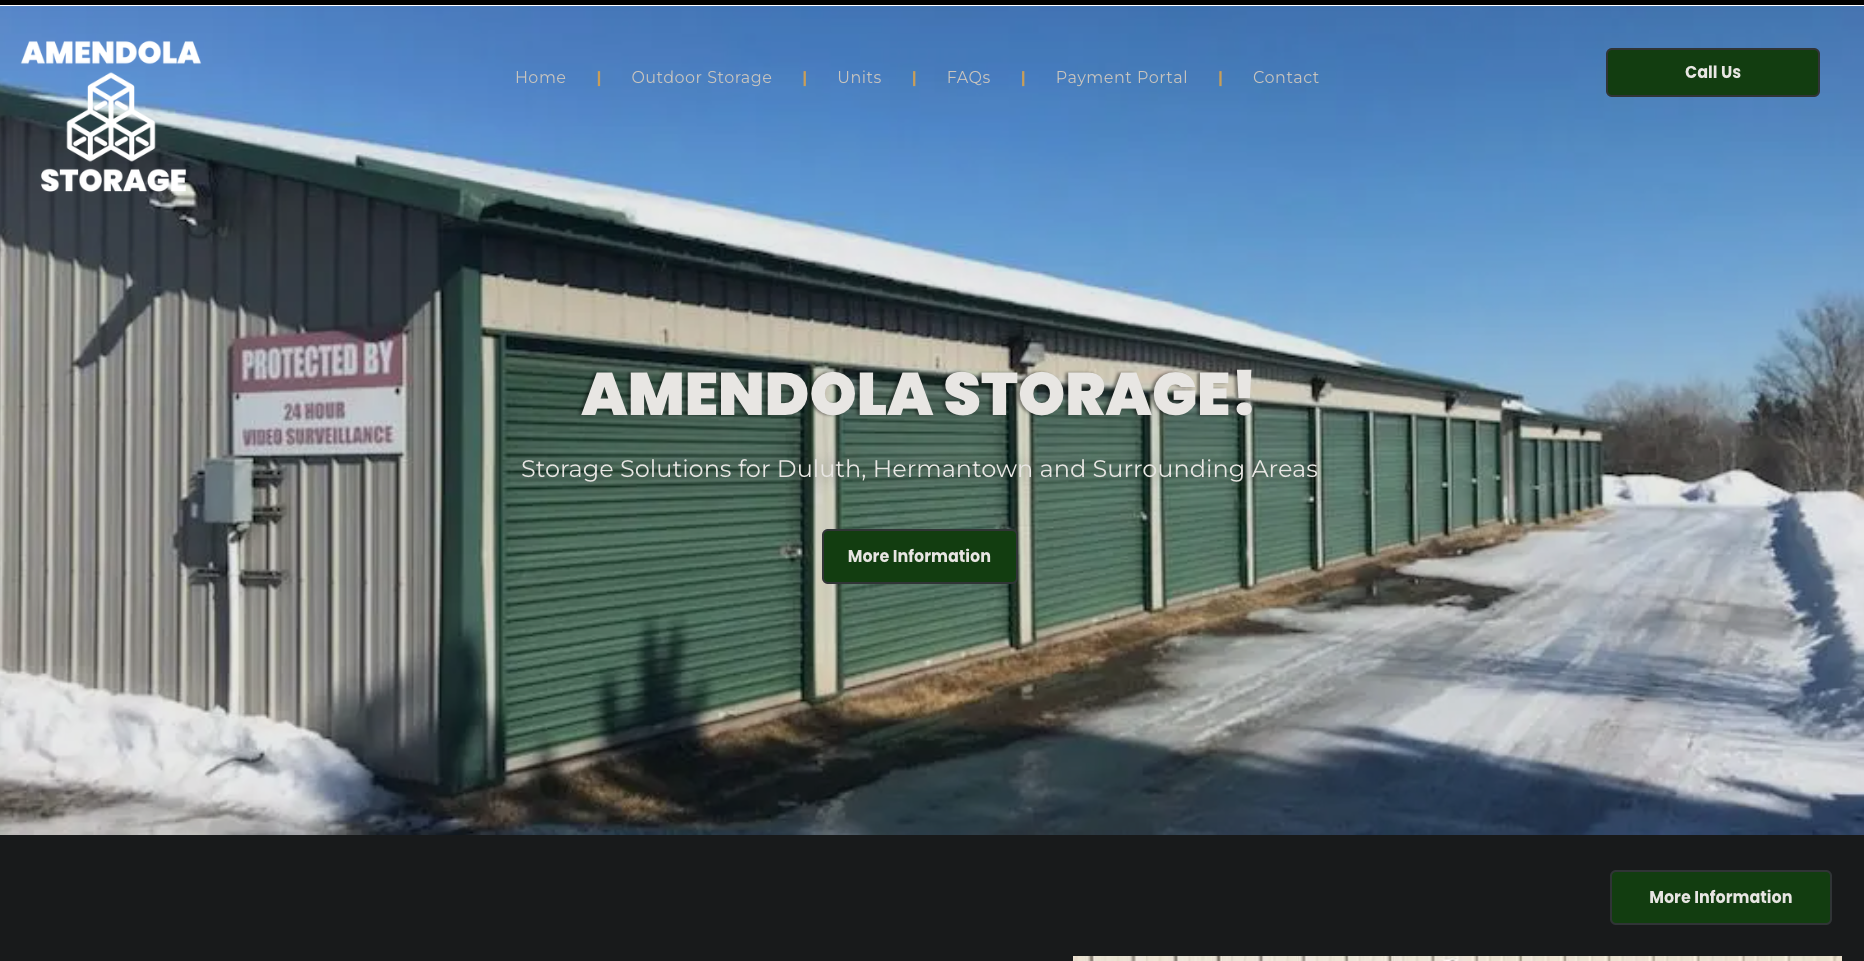 AMENDOLA
STORAGE
Home | Outdoor Storage | Units | FAQs | Payment Portal | Contact
Call Us
PROTECTED BY
24 HOUR
VIDEO SURVEILLANCE
AMENDOLA STORAGE!
Storage Solutions for Duluth, Hermantown and Surrounding Areas
More Information
More Information